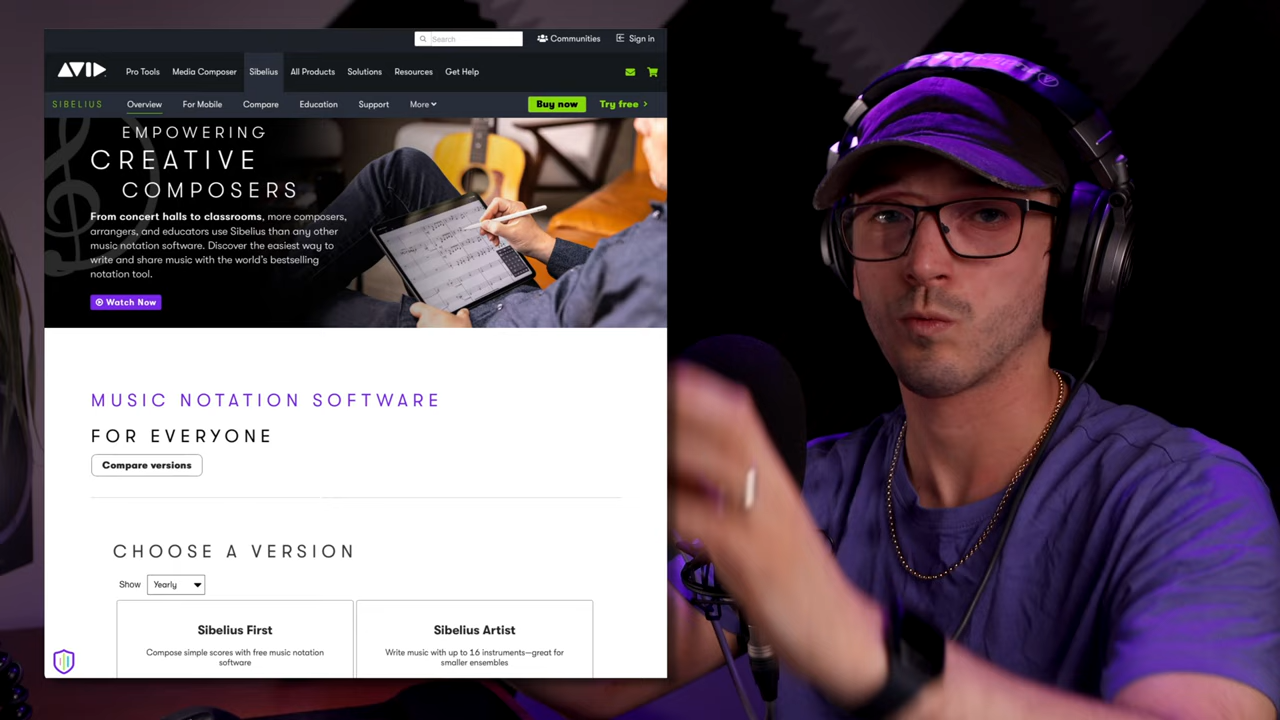 Search
Communities
Sign in
AVID
Pro Tools
Media Composer
Sibelius
All Products
Solutions
Resources
Get Help
SIBELIUS
Overview
For Mobile
Compare
Education
Support
More
Buy now
Try free >
EMPOWERING
CREATIVE
COMPOSERS
From concert halls to classrooms, more composers,
arrangers, and educators use Sibelius than any other
music notation software. Discover the easiest way to
write and share music with the world's bestselling
notation tool.
Watch Now
MUSIC NOTATION SOFTWARE
FOR EVERYONE
Compare versions
CHOOSE A VERSION
Show
Yearly
Sibelius First
Compose simple scores with free music notation
software
Sibelius Artist
Write music with up to 16 instruments—great for
smaller ensembles